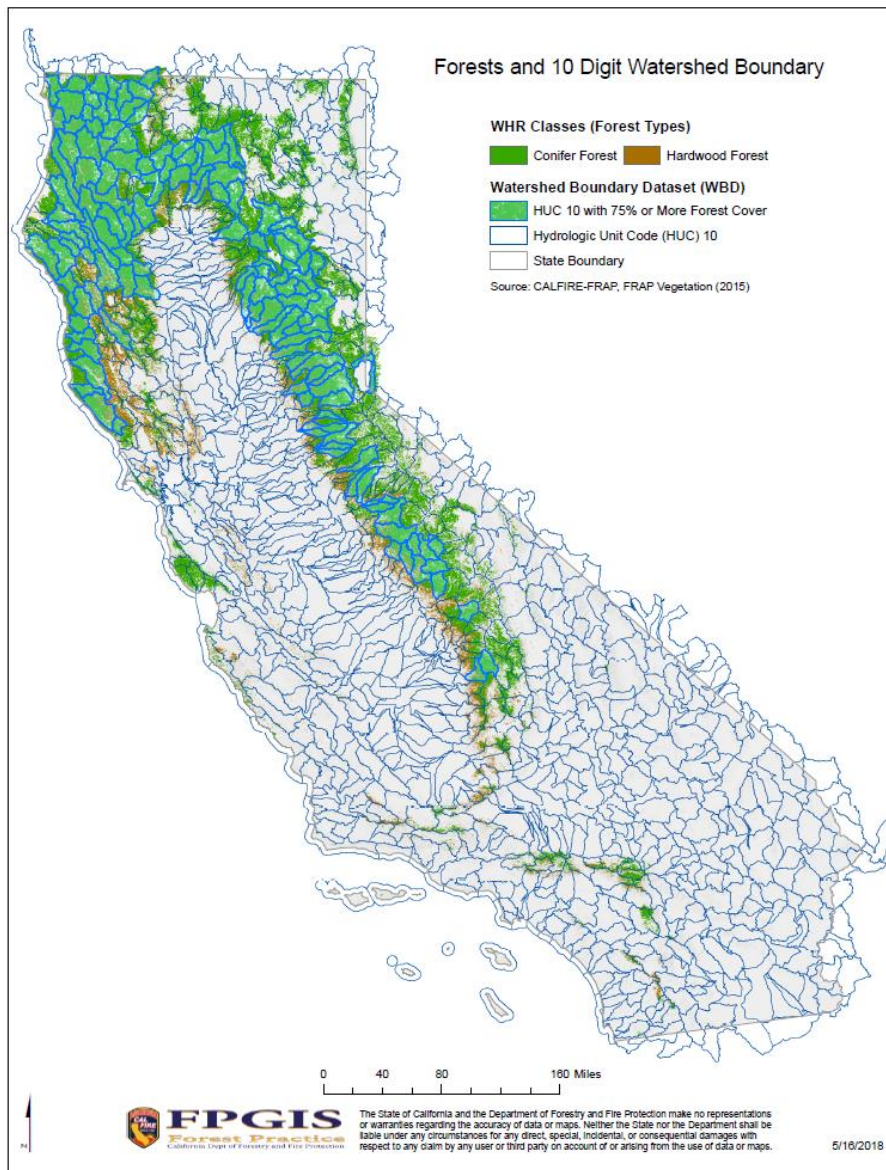 Forests and 10 Digit Watershed Boundary
WHR Classes (Forest Types)
Conifer Forest Hardwood Forest
Watershed Boundary Dataset (WBD)
HUC 10 with 75% or More Forest Cover
Hydrologic Unit Code (HUC) 10
State Boundary
Source: CALFIRE-FRAP, FRAP Vegetation (2015)
0 40 80 160 Miles
N
CAL FIRE
FPGIS
Forest Practice
California Dept of Forestry and Fire Protection
The State of California and the Department of Forestry and Fire Protection make no representations
or warranties regarding the accuracy of data or maps. Neither the State nor the Department shall be
liable under any circumstances for any direct, special, incidental, or consequential damages with
respect to any claim by any user or third party on account of or arising from the use of data or maps.
5/16/2018